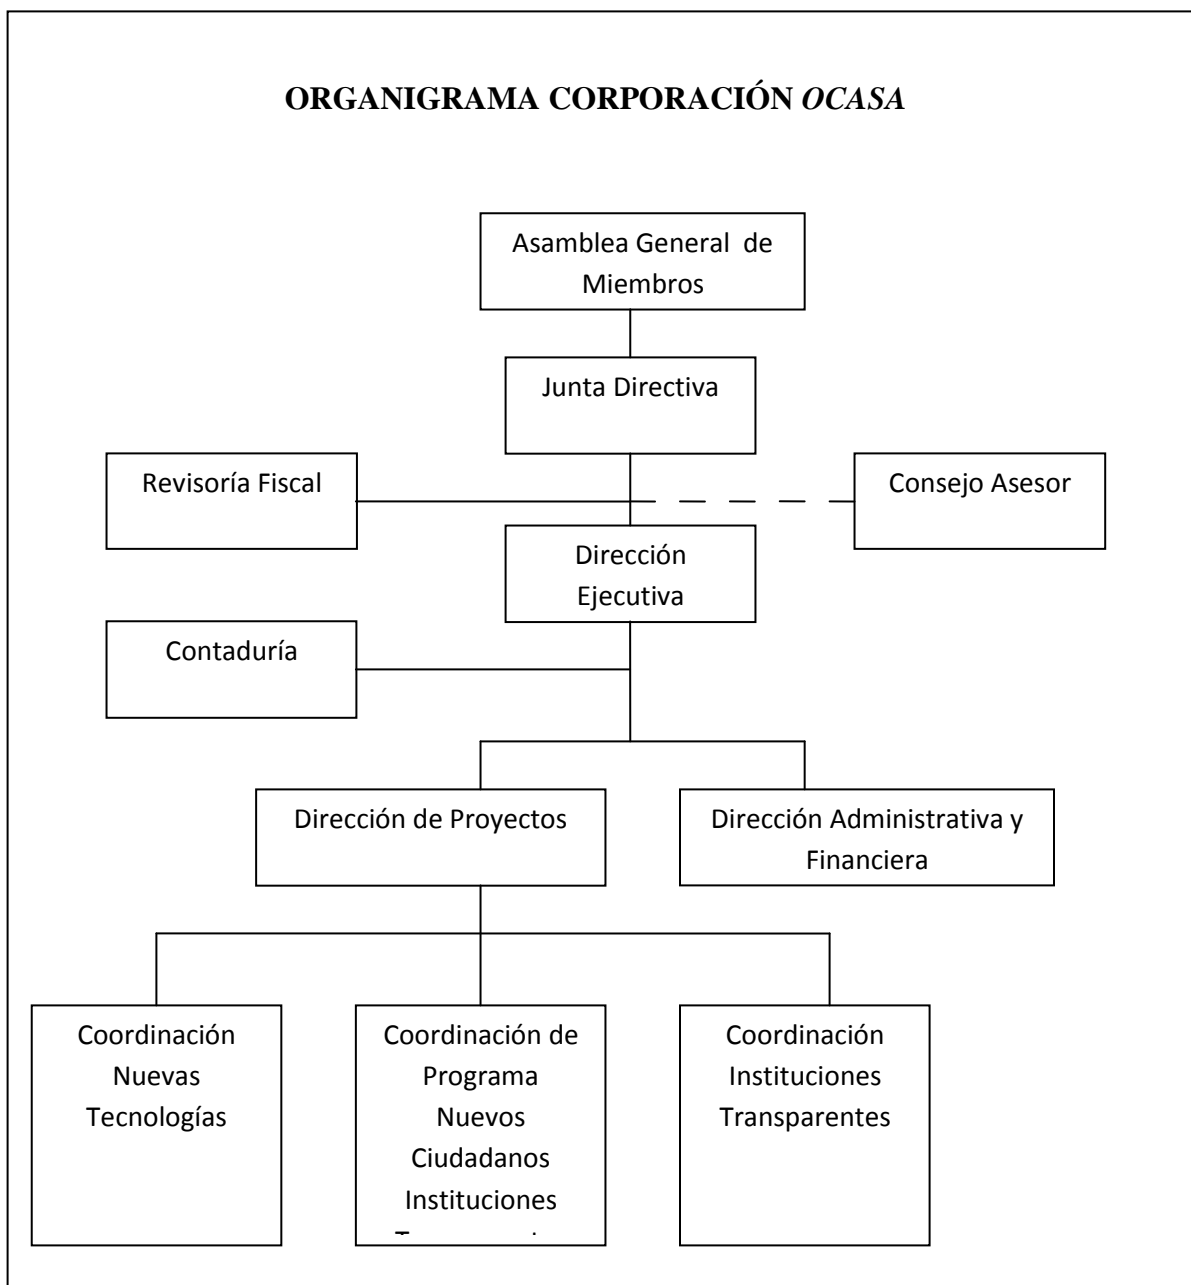 ORGANIGRAMA CORPORACIÓN OCASA
Asamblea General de
Miembros
Junta Directiva
Revisoría Fiscal
Consejo Asesor
Dirección
Ejecutiva
Contaduría
Dirección de Proyectos
Dirección Administrativa y
Financiera
Coordinación
Nuevas
Tecnologías
Coordinación de
Programa
Nuevos
Ciudadanos
Instituciones
Coordinación
Instituciones
Transparentes